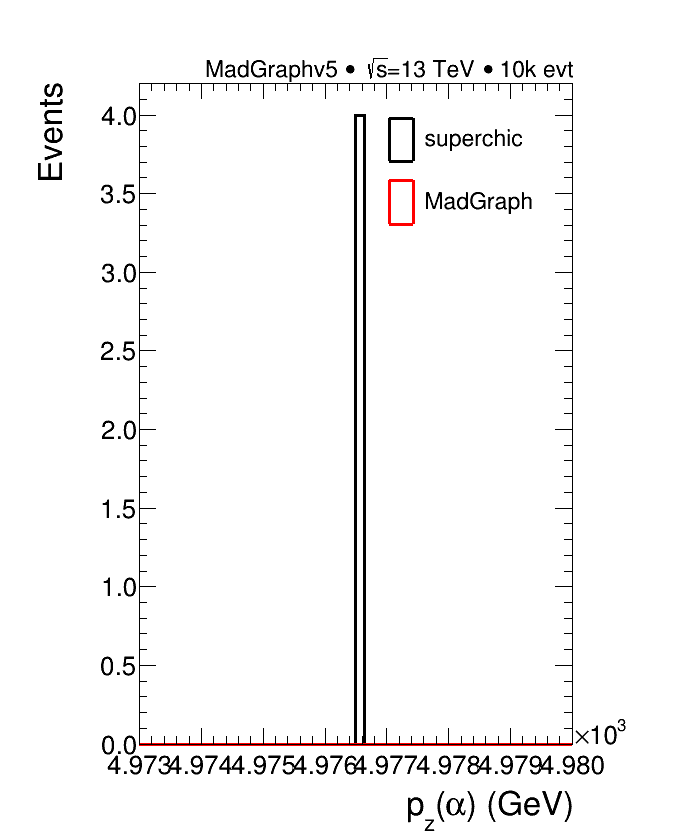 MadGraphv5 • √s=13 TeV • 10k evt
Events
4.0
superchic
3.5
MadGraph
3.0
2.5
2.0
1.5
1.0
0.5
0.0
×10³
4.973 4.974 4.975 4.976 4.977 4.978 4.979 4.980
p_z(α) (GeV)